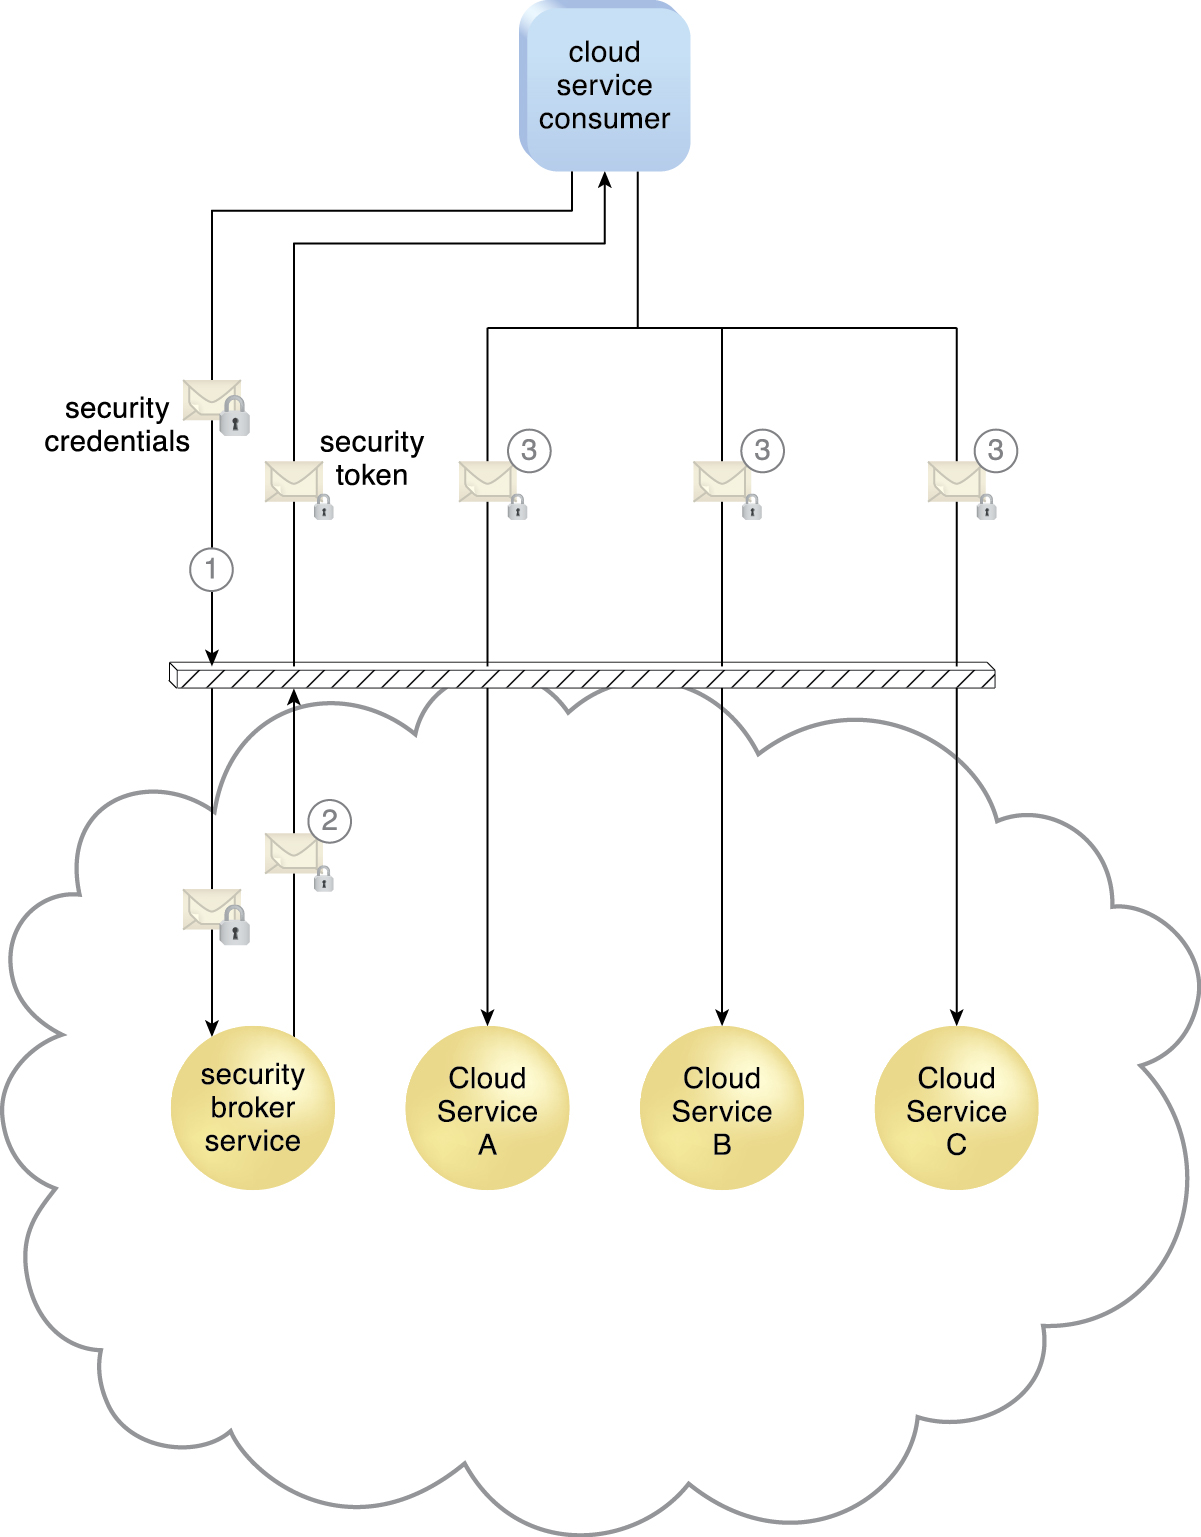 cloud
service
consumer
security
credentials
security
token
3
3
3
1
2
security
broker
service
Cloud
Service
A
Cloud
Service
B
Cloud
Service
C